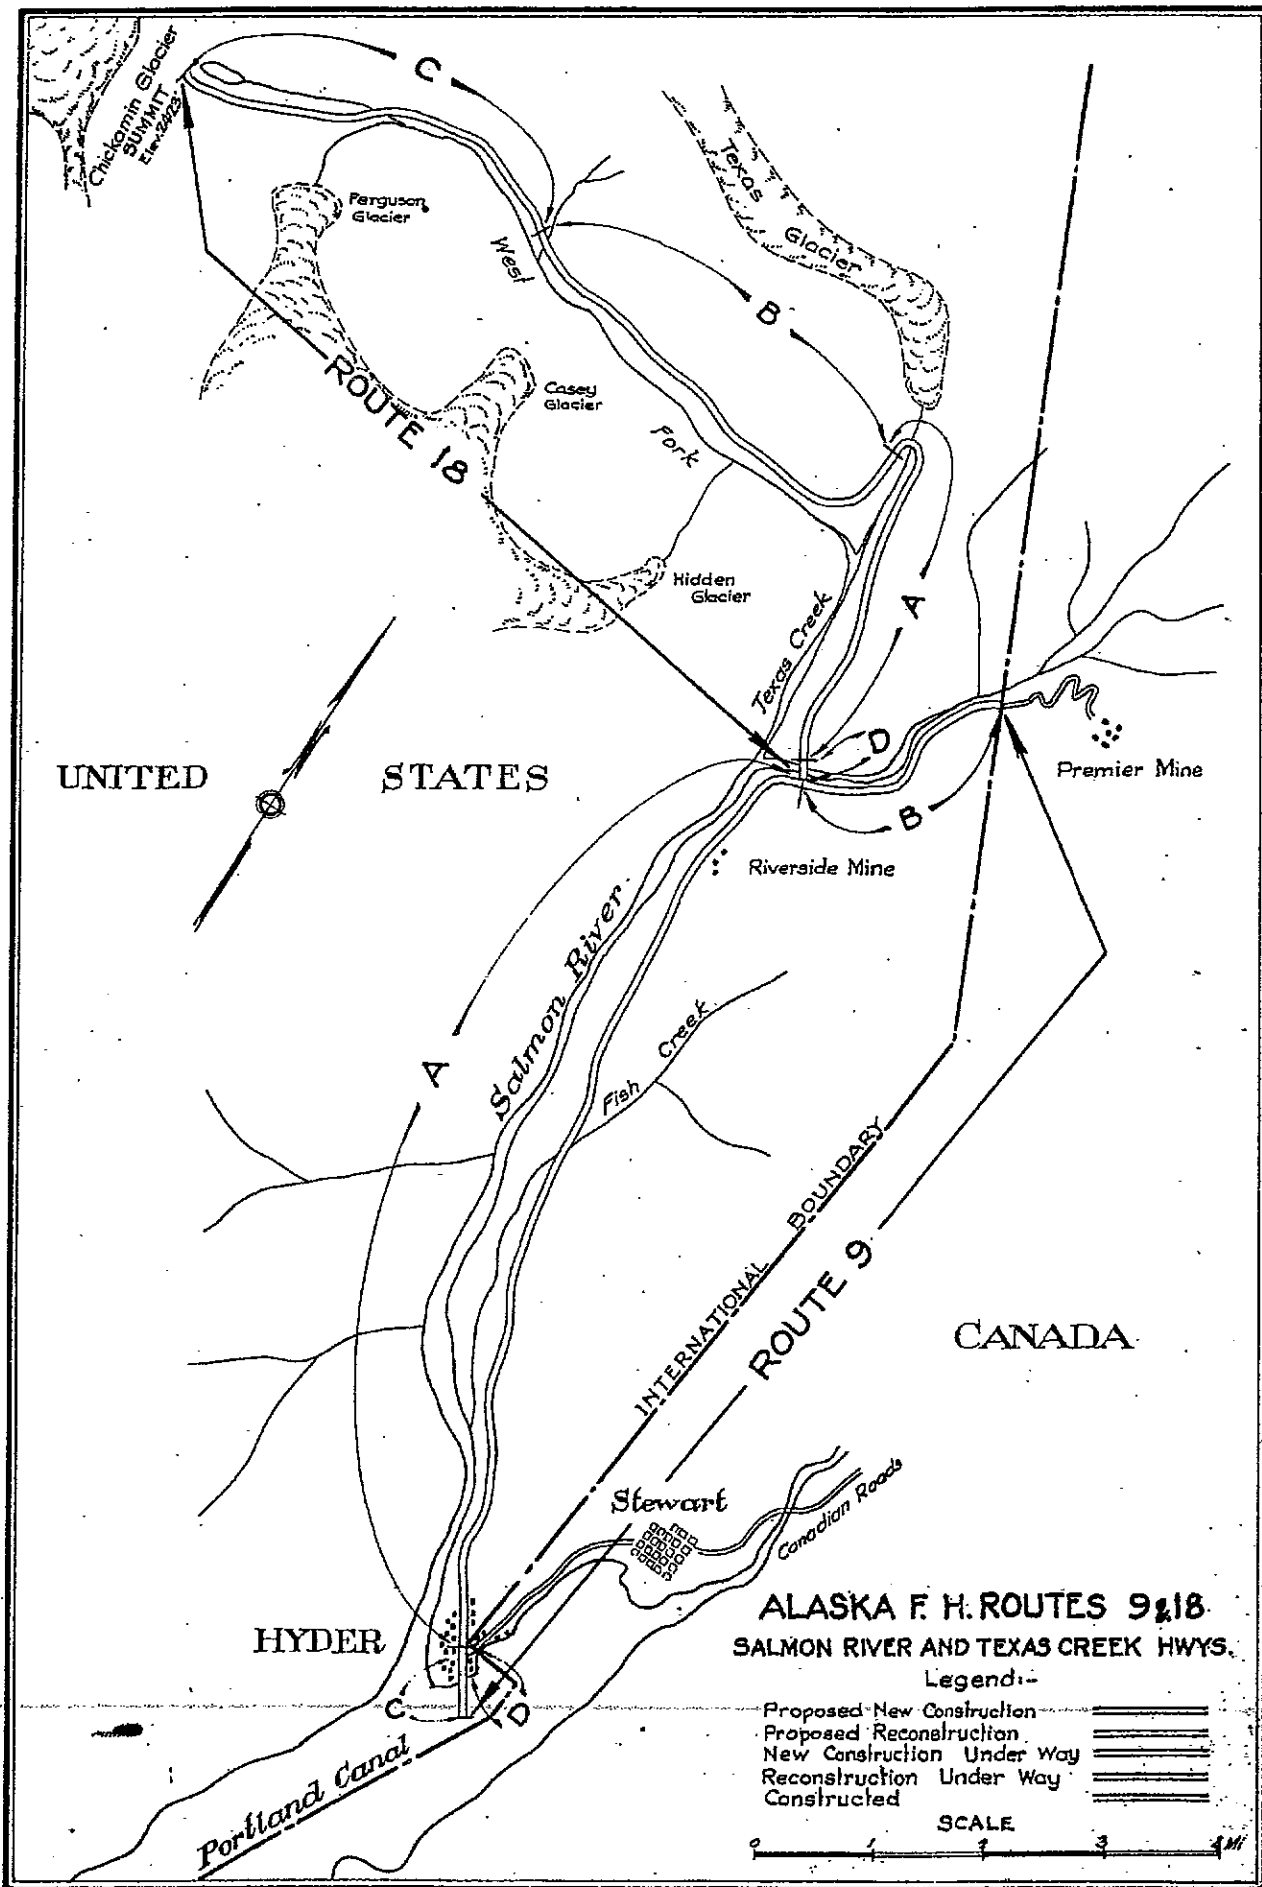 Chickamin Glacier
SUMMIT
Elev. 2423'
C
Texas
Glacier
Ferguson
Glacier
West
B
ROUTE 18
Casey
Glacier
Fork
Hidden
Glacier
A
Texas Creek
UNITED STATES
D
Premier Mine
B
Riverside Mine
Salmon River
Fish Creek
A
INTERNATIONAL BOUNDARY
ROUTE 9
CANADA
Stewart
Canadian Roads
HYDER
C
D
Portland Canal
ALASKA F. H. ROUTES 9&18
SALMON RIVER AND TEXAS CREEK HWYS.
Legend:-
Proposed New Construction
Proposed Reconstruction
New Construction Under Way
Reconstruction Under Way
Constructed
SCALE
0 1 2 3 4 Mi